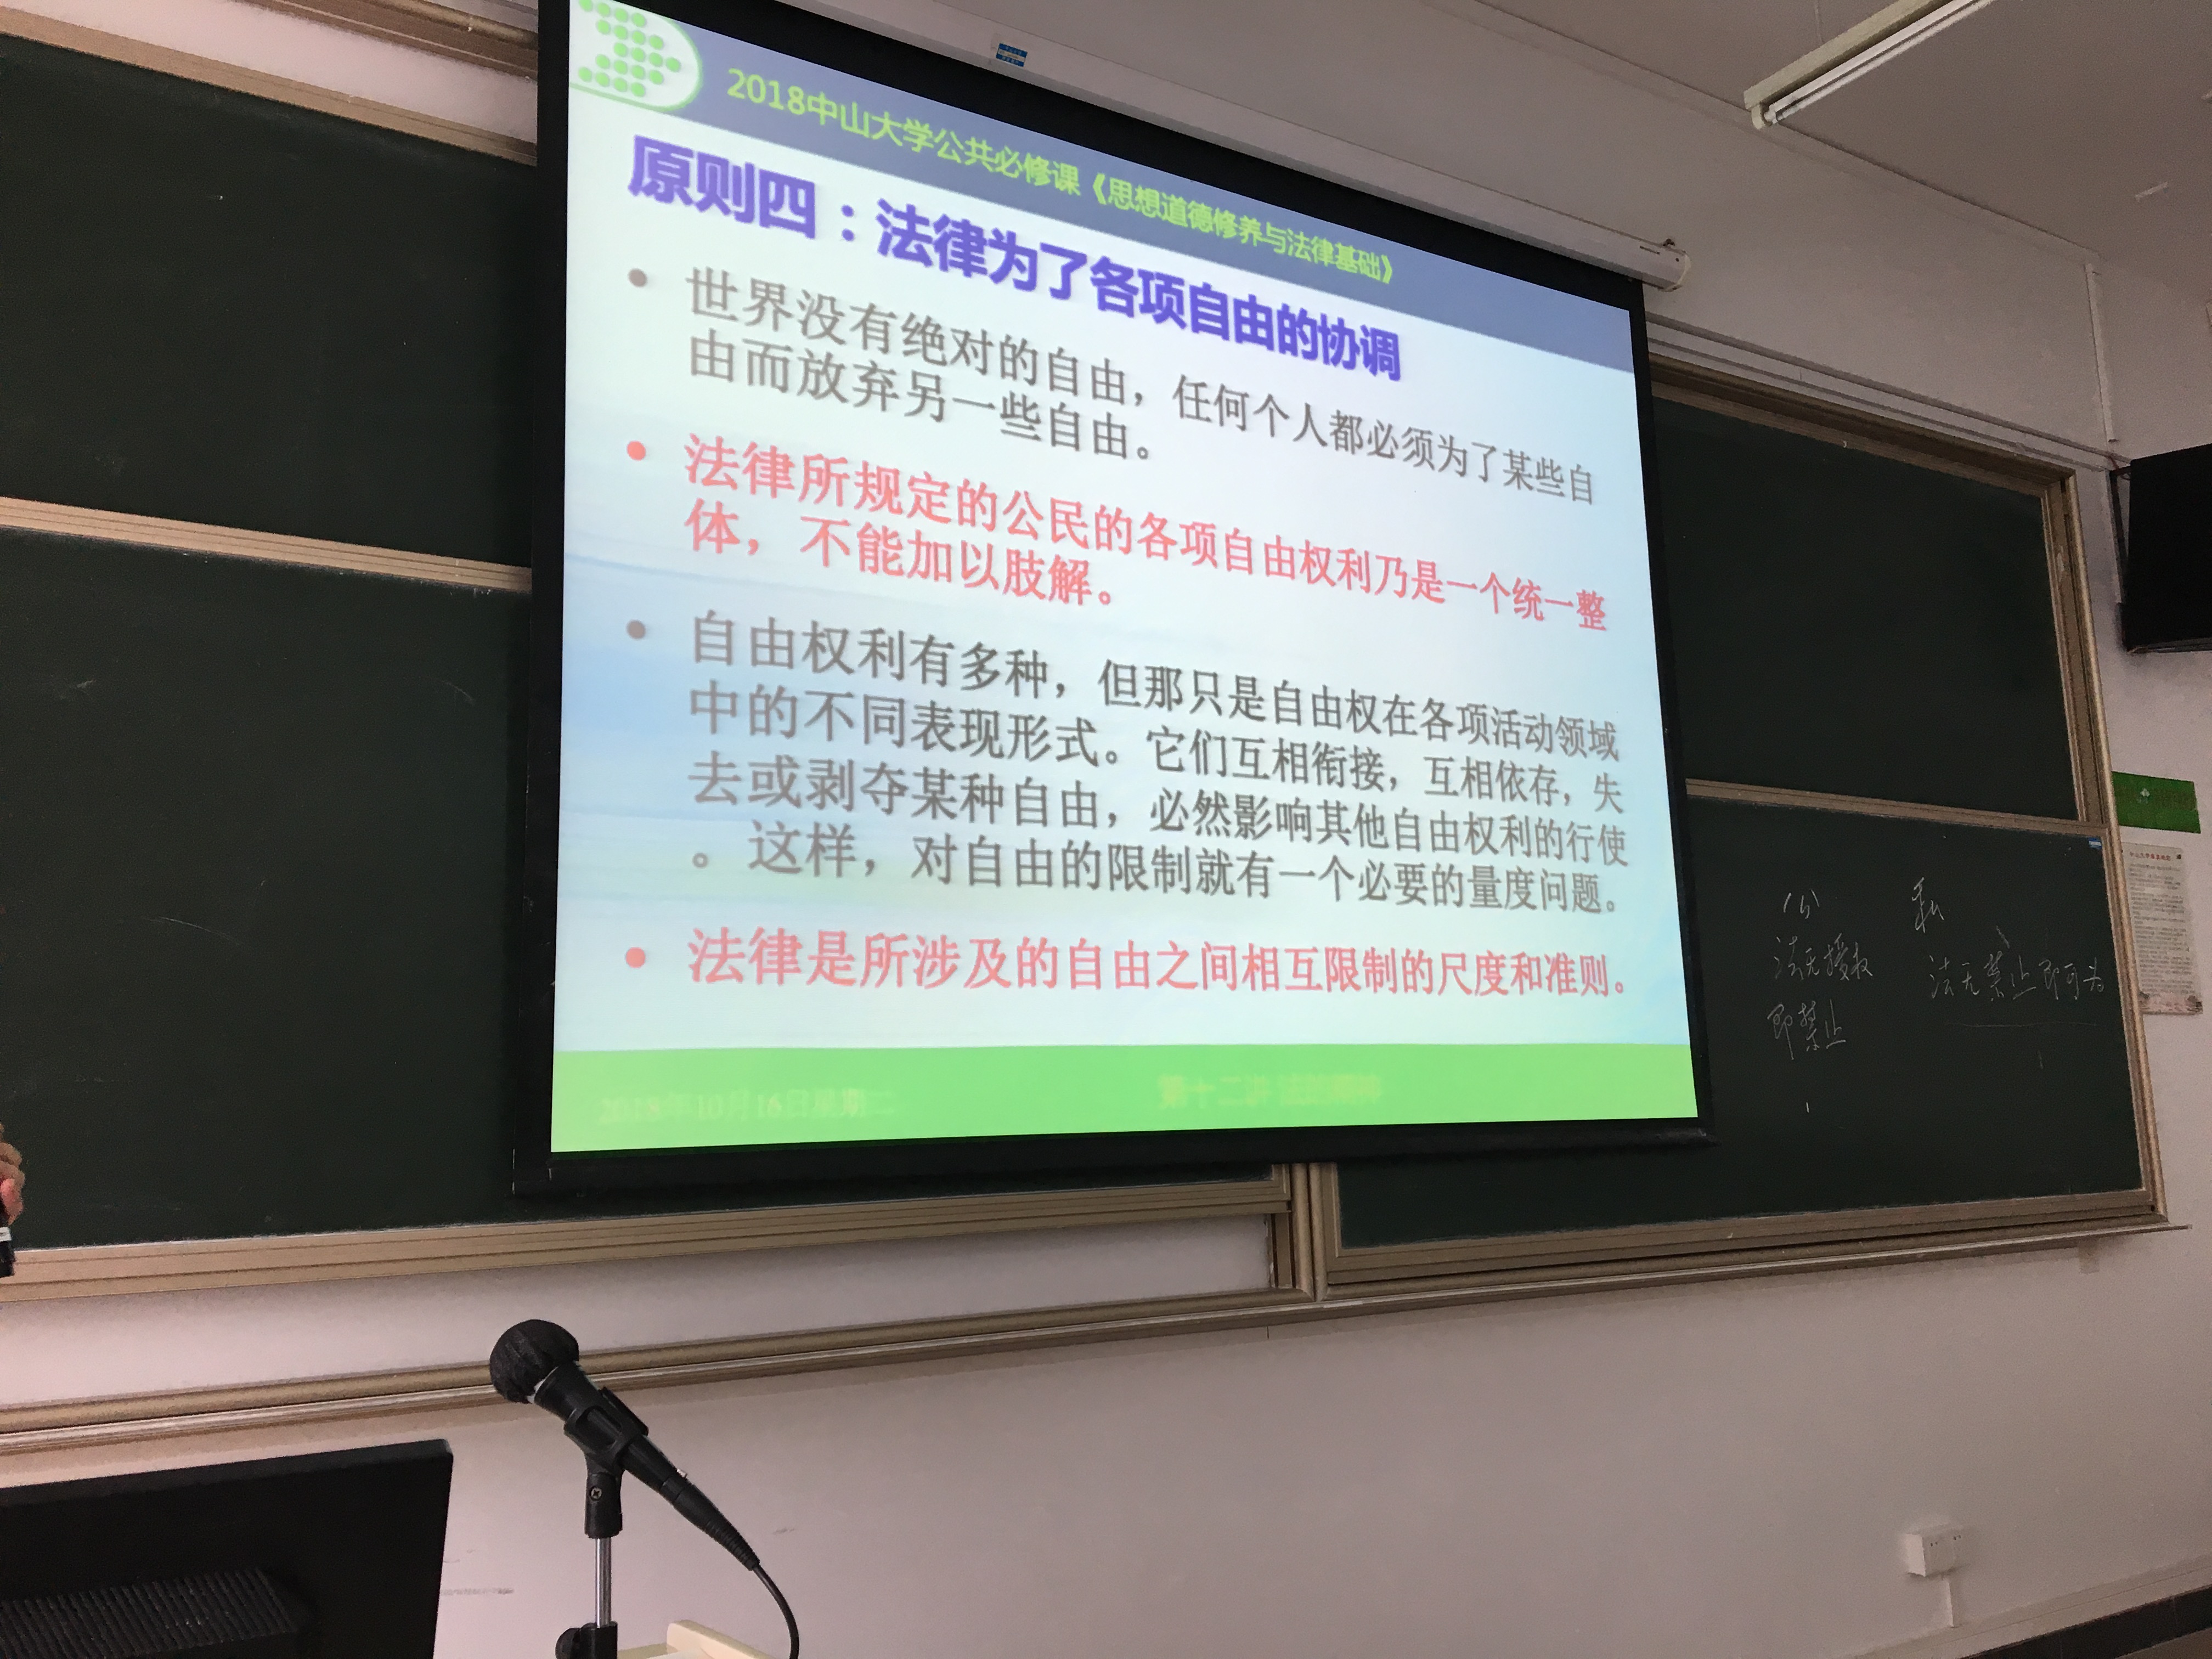 2018中山大学公共必修课《思想道德修养与法律基础》
原则四：法律为了各项自由的协调
• 世界没有绝对的自由，任何个人都必须为了某些自
由而放弃另一些自由。
• 法律所规定的公民的各项自由权利乃是一个统一整
体，不能加以肢解。
• 自由权利有多种，但那只是自由权在各项活动领域
中的不同表现形式。它们互相衔接，互相依存，失
去或剥夺某种自由，必然影响其他自由权利的行使
。这样，对自由的限制就有一个必要的量度问题。
• 法律是所涉及的自由之间相互限制的尺度和准则。
2018年10月16日星期二
第十二讲
公
法无授权
即禁止
私
法无禁止即可为